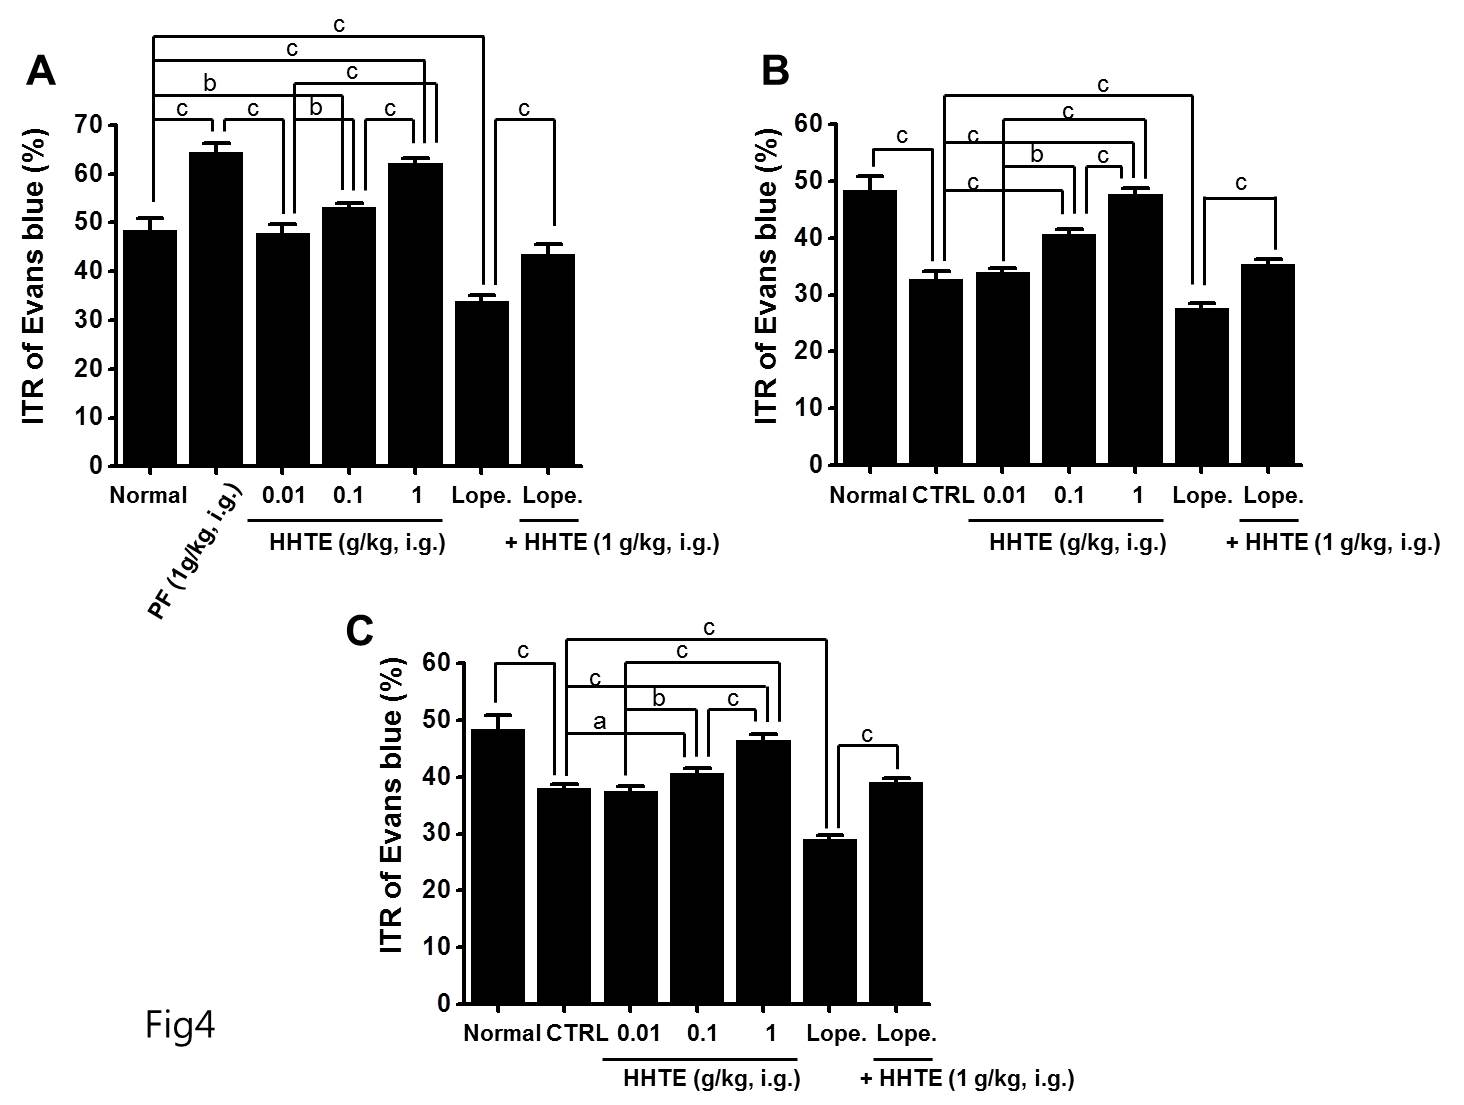 A
c
c
c
b
c
c
b
c
c
ITR of Evans blue (%)
70
60
50
40
30
20
10
0
Normal
PF (1g/kg, i.g.)
0.01
0.1
1
Lope.
Lope.
HHTE (g/kg, i.g.)
+ HHTE (1 g/kg, i.g.)
B
c
c
c
c
b
c
c
c
ITR of Evans blue (%)
60
50
40
30
20
10
0
Normal
CTRL
0.01
0.1
1
Lope.
Lope.
HHTE (g/kg, i.g.)
+ HHTE (1 g/kg, i.g.)
C
c
c
c
c
b
c
a
c
ITR of Evans blue (%)
60
50
40
30
20
10
0
Normal
CTRL
0.01
0.1
1
Lope.
Lope.
HHTE (g/kg, i.g.)
+ HHTE (1 g/kg, i.g.)
Fig4